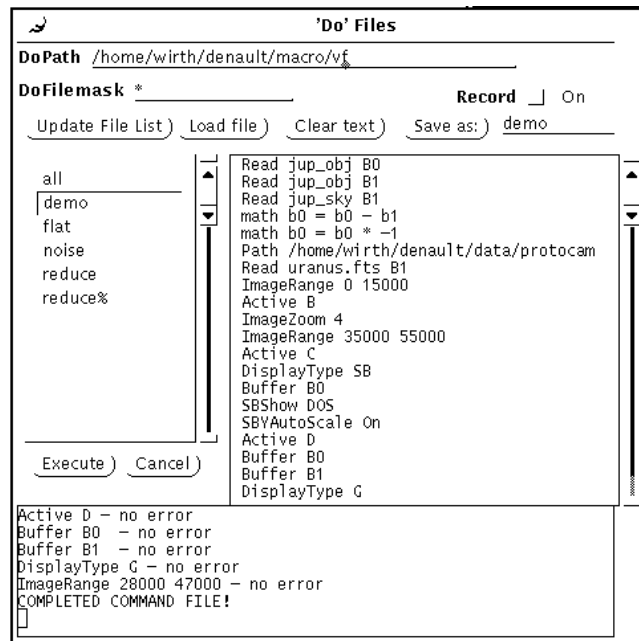 'Do' Files
DoPath /home/wirth/denault/macro/vf
DoFilemask *
Record On
Update File List Load file Clear text Save as: demo
all
demo
flat
noise
reduce
reduce%
Read jup_obj B0
Read jup_obj B1
Read jup_sky B1
math b0 = b0 – b1
math b0 = b0 * –1
Path /home/wirth/denault/data/protocam
Read uranus.fts B1
ImageRange 0 15000
Active B
ImageZoom 4
ImageRange 35000 55000
Active C
DisplayType SB
Buffer B0
SBShow DOS
SBYAutoScale On
Active D
Buffer B0
Buffer B1
DisplayType G
Execute Cancel
Active D – no error
Buffer B0 – no error
Buffer B1 – no error
DisplayType G – no error
ImageRange 28000 47000 – no error
COMPLETED COMMAND FILE!